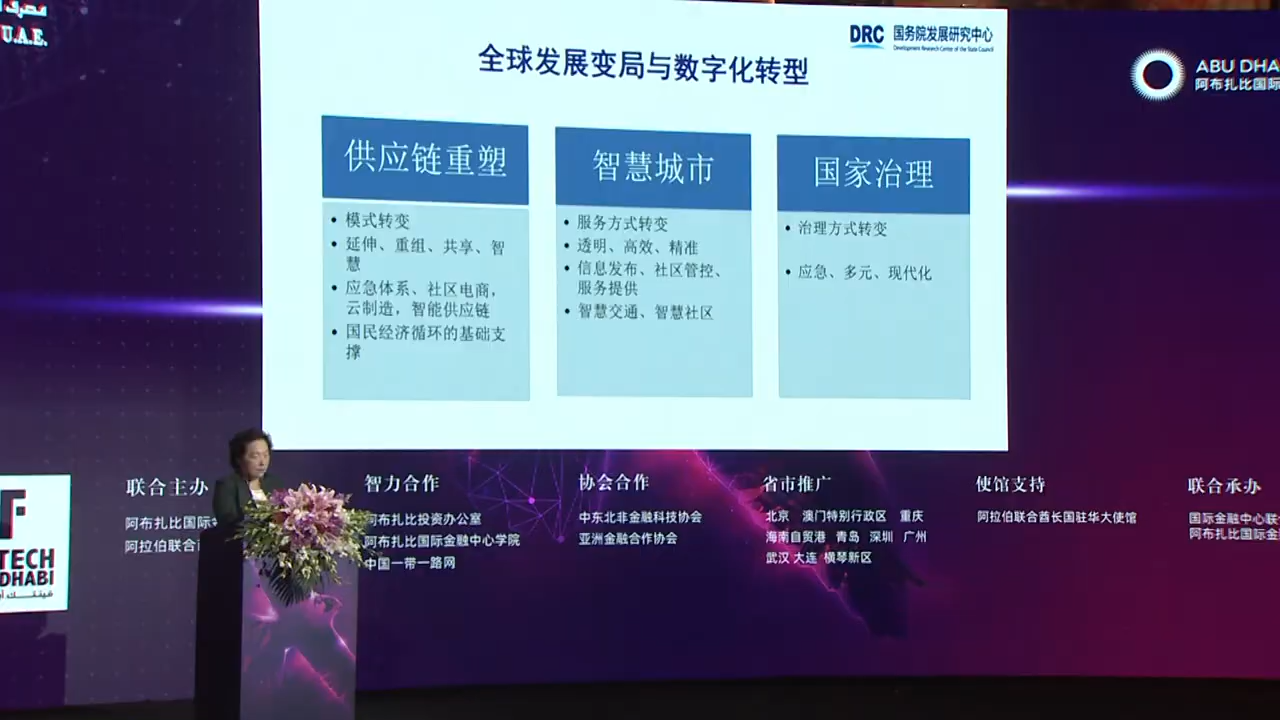 U.A.E.
DRC 国务院发展研究中心
Development Research Center of the State Council
全球发展变局与数字化转型
ABU DHA
阿布扎比国际
供应链重塑
• 模式转变
• 延伸、重组、共享、智
慧
• 应急体系、社区电商，
云制造，智能供应链
• 国民经济循环的基础支
撑
智慧城市
• 服务方式转变
• 透明、高效、精准
• 信息发布、社区管控、
服务提供
• 智慧交通、智慧社区
国家治理
• 治理方式转变
• 应急、多元、现代化
TECH
DHABI
联合主办
阿布扎比国际
阿拉伯联合
智力合作
阿布扎比投资办公室
阿布扎比国际金融中心学院
中国一带一路网
协会合作
中东北非金融科技协会
亚洲金融合作协会
省市推广
北京 澳门特别行政区 重庆
海南自贸港 青岛 深圳 广州
武汉 大连 横琴新区
使馆支持
阿拉伯联合酋长国驻华大使馆
联合承办
国际金融中心联
阿布扎比国际金